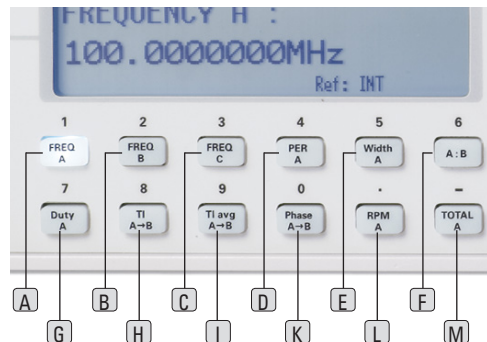 FREQUENCY A :
100.0000000MHz
Ref: INT
1 2 3 4 5 6
FREQ A FREQ B FREQ C PER A Width A A:B
7 8 9 0 . –
Duty A TI A→B TI avg A→B Phase A→B RPM A TOTAL A
A B C D E F
G H I K L M